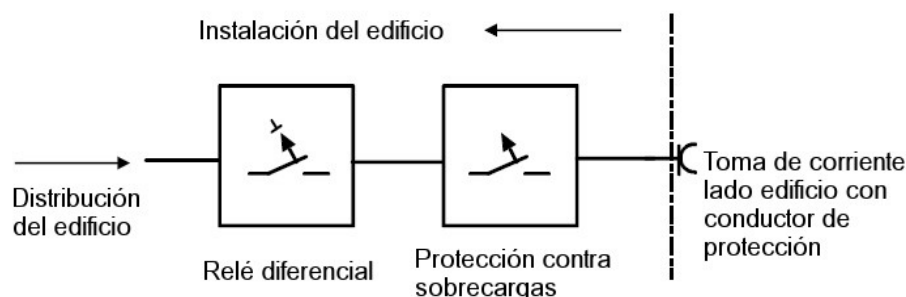 Instalación del edificio
Distribución
del edificio
Relé diferencial
Protección contra
sobrecargas
Toma de corriente
lado edificio con
conductor de
protección